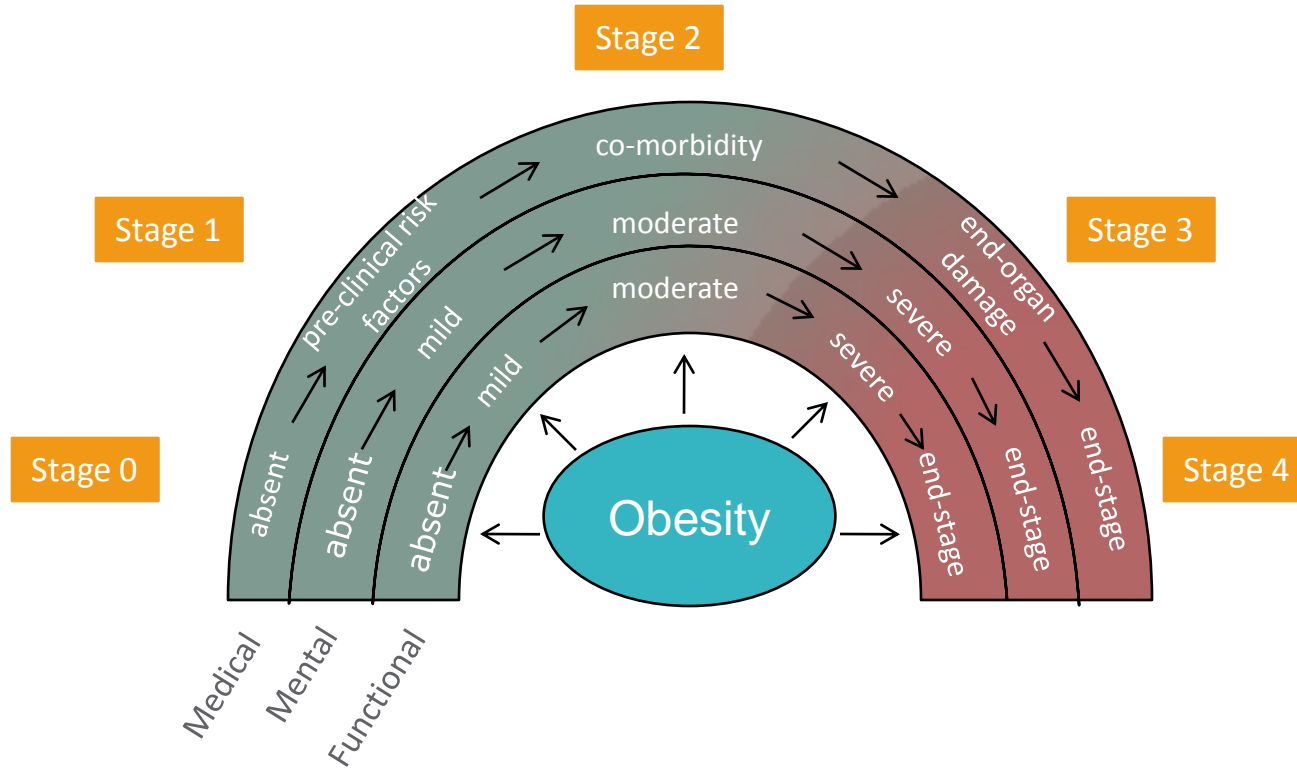 Stage 0
Stage 1
Stage 2
Stage 3
Stage 4
absent
pre-clinical risk
factors
co-morbidity
end-organ
damage
end-stage
absent
mild
moderate
severe
end-stage
absent
mild
moderate
severe
end-stage
Obesity
Medical
Mental
Functional